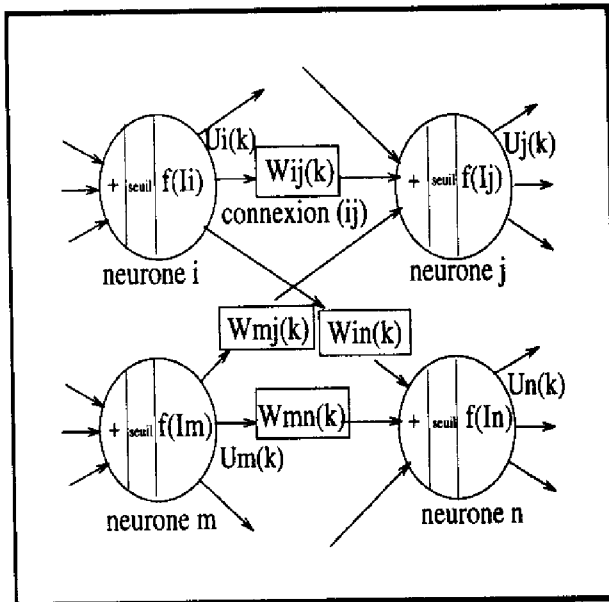 Ui(k)
Uj(k)
+ seuil f(Ii)
Wij(k)
+ seuil f(Ij)
connexion (ij)
neurone i
neurone j
Wmj(k)
Win(k)
Un(k)
+ seuil f(Im)
Wmn(k)
+ seuil f(In)
Um(k)
neurone m
neurone n